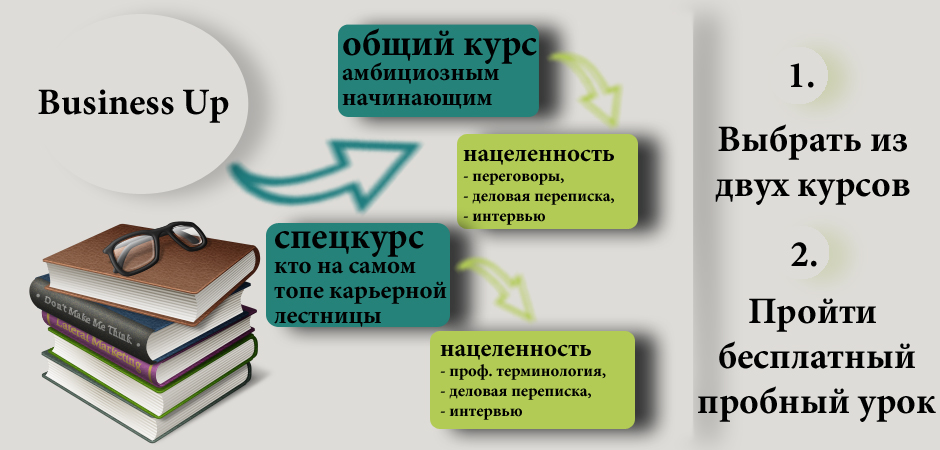 Business Up
общий курс
амбициозным
начинающим
нацеленность
- переговоры,
- деловая переписка,
- интервью
спецкурс
кто на самом
топе карьерной
лестницы
нацеленность
- проф. терминология,
- деловая переписка,
- интервью
Don't Make Me Think
Lateral Marketing
1.
Выбрать из
двух курсов
2.
Пройти
бесплатный
пробный урок